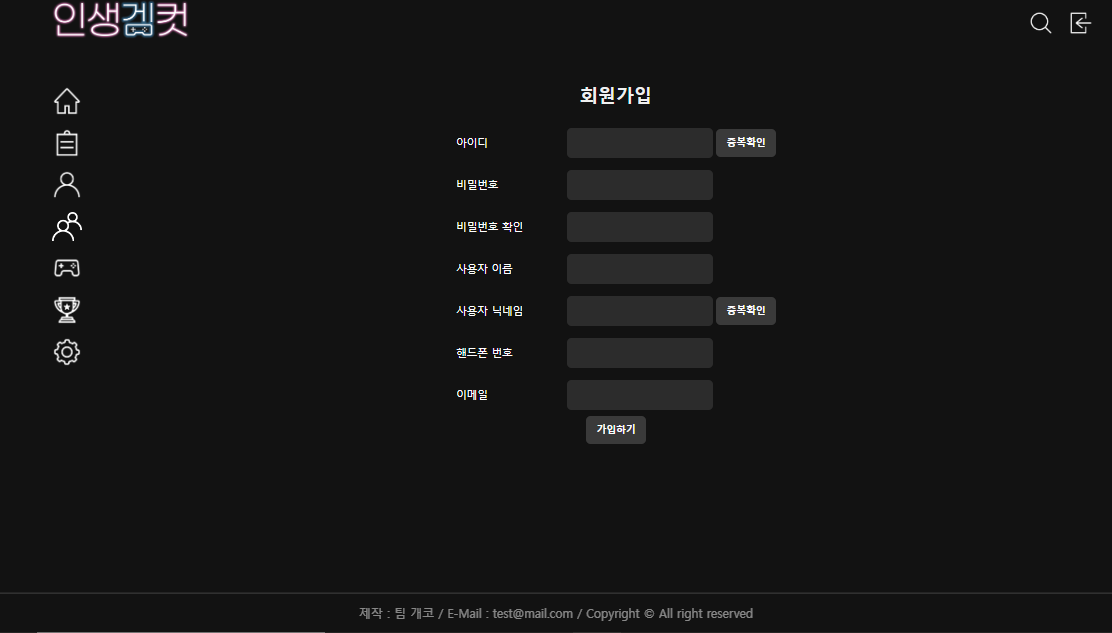 인생겜컷
회원가입
아이디 중복확인
비밀번호
비밀번호 확인
사용자 이름
사용자 닉네임 중복확인
핸드폰 번호
이메일
가입하기
제작 : 팀 개코 / E-Mail : test@mail.com / Copyright © All right reserved